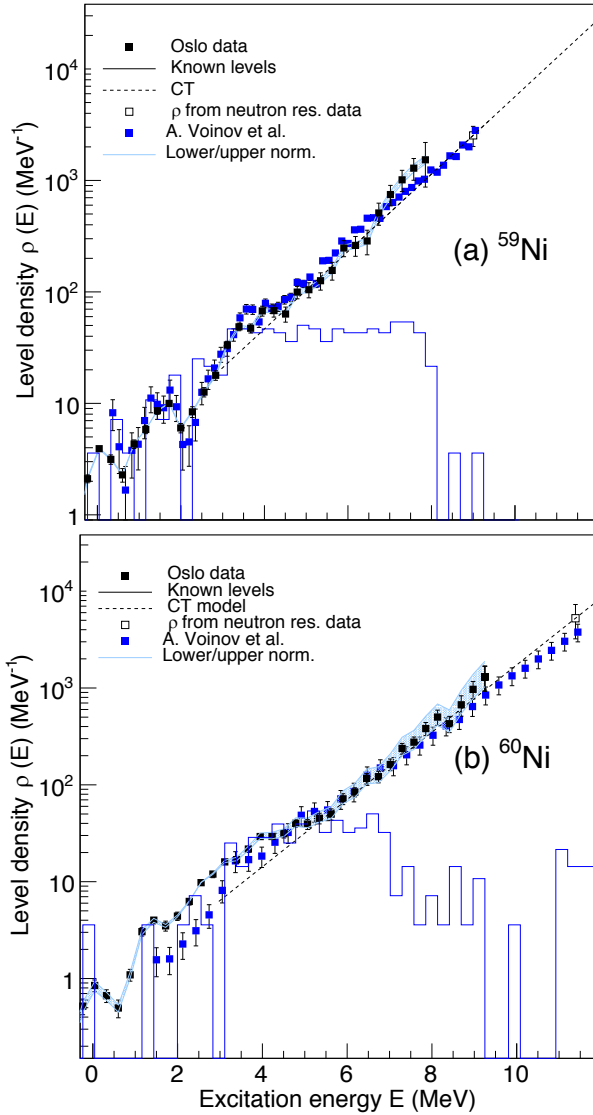 10⁴
10³
10²
10
1
Level density ρ (E) (MeV⁻¹)
Oslo data
Known levels
CT
ρ from neutron res. data
A. Voinov et al.
Lower/upper norm.
(a) ⁵⁹Ni
10⁴
10³
10²
10
1
Level density ρ (E) (MeV⁻¹)
Oslo data
Known levels
CT model
ρ from neutron res. data
A. Voinov et al.
Lower/upper norm.
(b) ⁶⁰Ni
0 2 4 6 8 10
Excitation energy E (MeV)